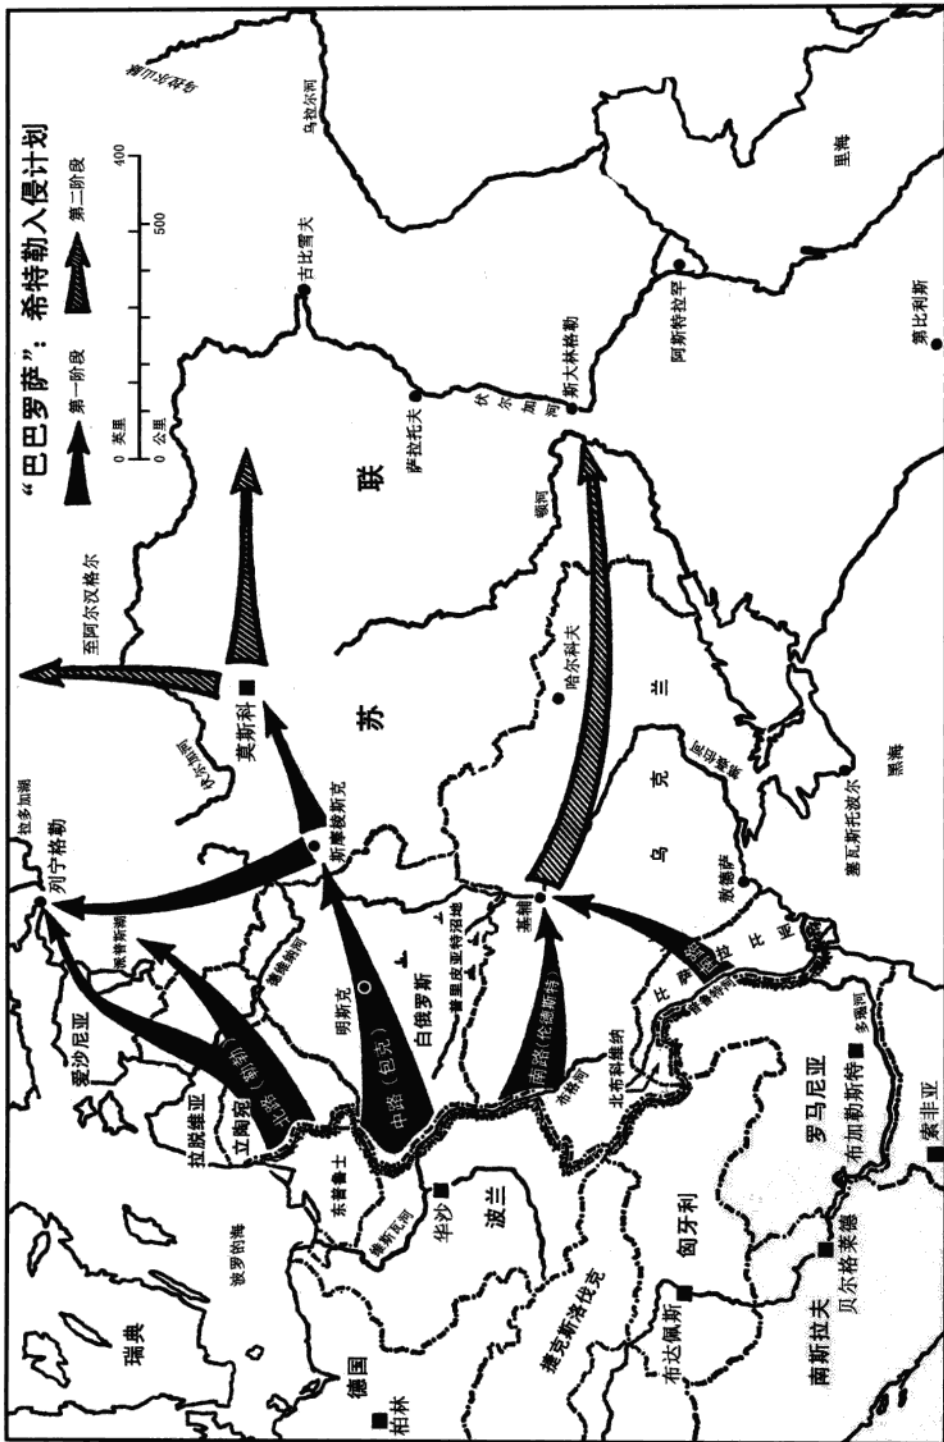 “巴巴罗萨”：希特勒入侵计划
第一阶段
第二阶段
0 英里 400
0 公里 500
乌拉尔山脉
乌拉尔河
至阿尔汉格尔
古比雪夫
萨拉托夫
伏尔加河
斯大林格勒
阿斯特拉罕
里海
第比利斯
顿河
苏联
莫斯科
伏尔加河
拉多加湖
列宁格勒
派普斯湖
斯摩棱斯克
德维纳河
爱沙尼亚
拉脱维亚
立陶宛
北路（勒勃）
明斯克
中路（包克）
白俄罗斯
普里皮亚特沼地
基辅
哈尔科夫
乌克兰
第聂伯河
敖德萨
塞瓦斯托波尔
黑海
南路（伦德斯特）
南路
比萨拉比亚
普鲁特河
布格河
北布科维纳
罗马尼亚
布加勒斯特
多瑙河
索非亚
瑞典
波罗的海
东普鲁士
维斯瓦河
华沙
波兰
德国
柏林
捷克斯洛伐克
匈牙利
布达佩斯
南斯拉夫
贝尔格莱德